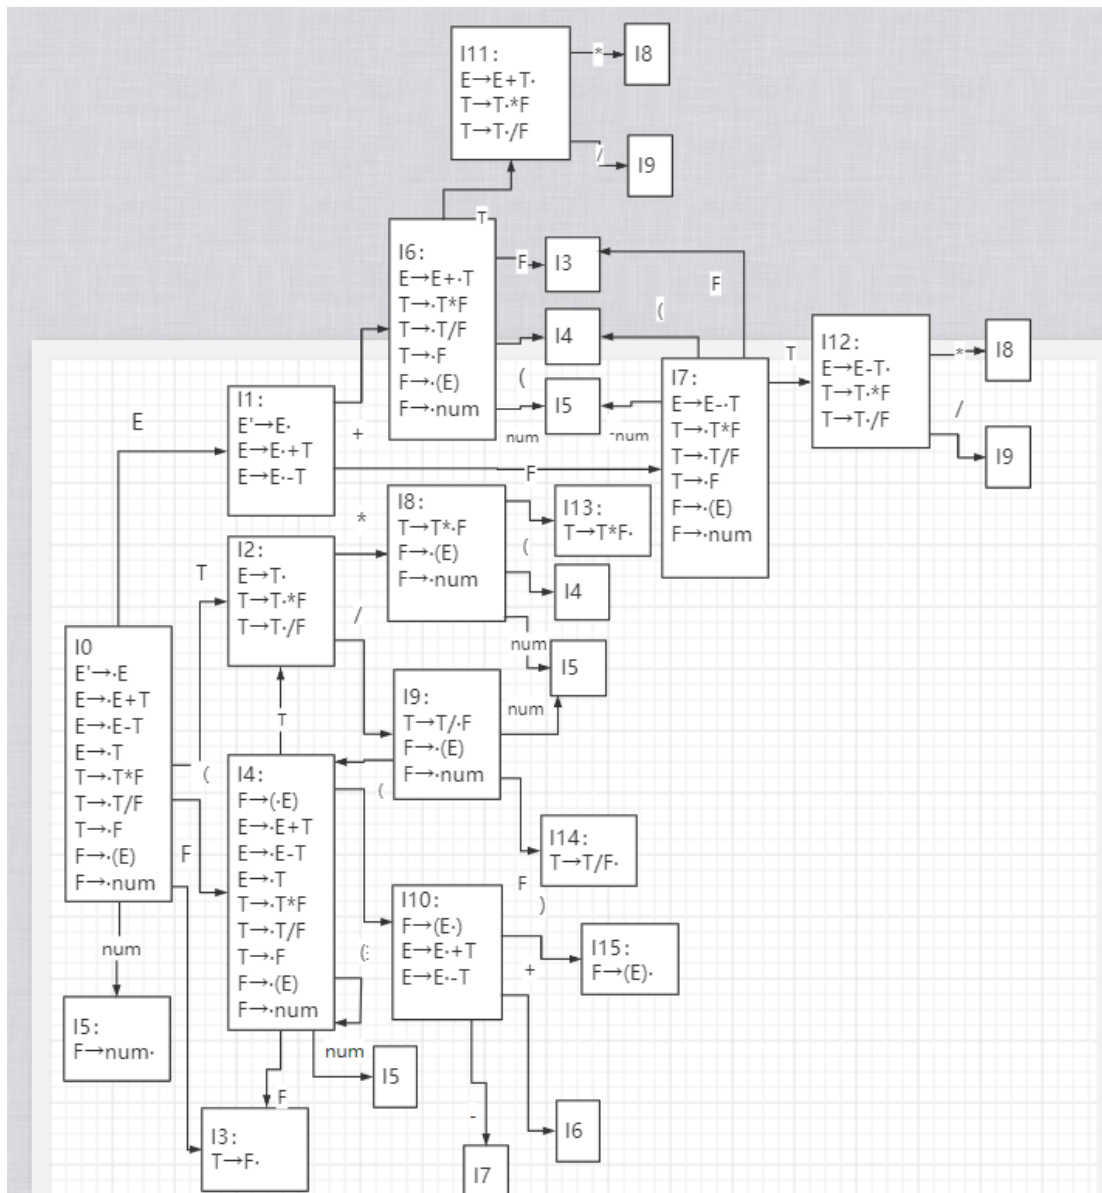 I11:
E→E+T·
T→T·*F
T→T·/F
*
I8
/
I9
T
I6:
E→E+·T
T→·T*F
T→·T/F
T→·F
F→·(E)
F→·num
F
I3
I4
(
I5
num
F
(
-num
I7:
E→E-·T
T→·T*F
T→·T/F
T→·F
F→·(E)
F→·num
T
I12:
E→E-T·
T→T·*F
T→T·/F
*
I8
/
I9
E
I1:
E'→E·
E→E·+T
E→E·-T
+
F
T
I2:
E→T·
T→T·*F
T→T·/F
*
/
I8:
T→T*·F
F→·(E)
F→·num
I13:
T→T*F·
(
I4
num
I5
I0
E'→·E
E→·E+T
E→·E-T
E→·T
T→·T*F
T→·T/F
T→·F
F→·(E)
F→·num
(
F
num
I5:
F→num·
T
I4:
F→(·E)
E→·E+T
E→·E-T
E→·T
T→·T*F
T→·T/F
T→·F
F→·(E)
F→·num
(
I9:
T→T/·F
F→·(E)
F→·num
num
(
I14:
T→T/F·
F
I10:
F→(E·)
E→E·+T
E→E·-T
)
I15:
F→(E)·
+
I6
-
I7
num
I5
F
I3:
T→F·